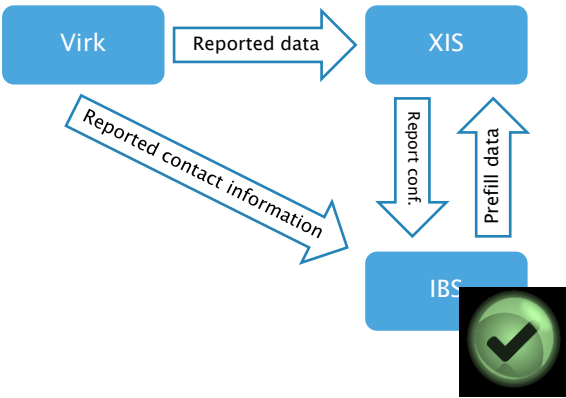 Virk
Reported data
XIS
Reported contact information
Report conf.
Prefill data
IBS